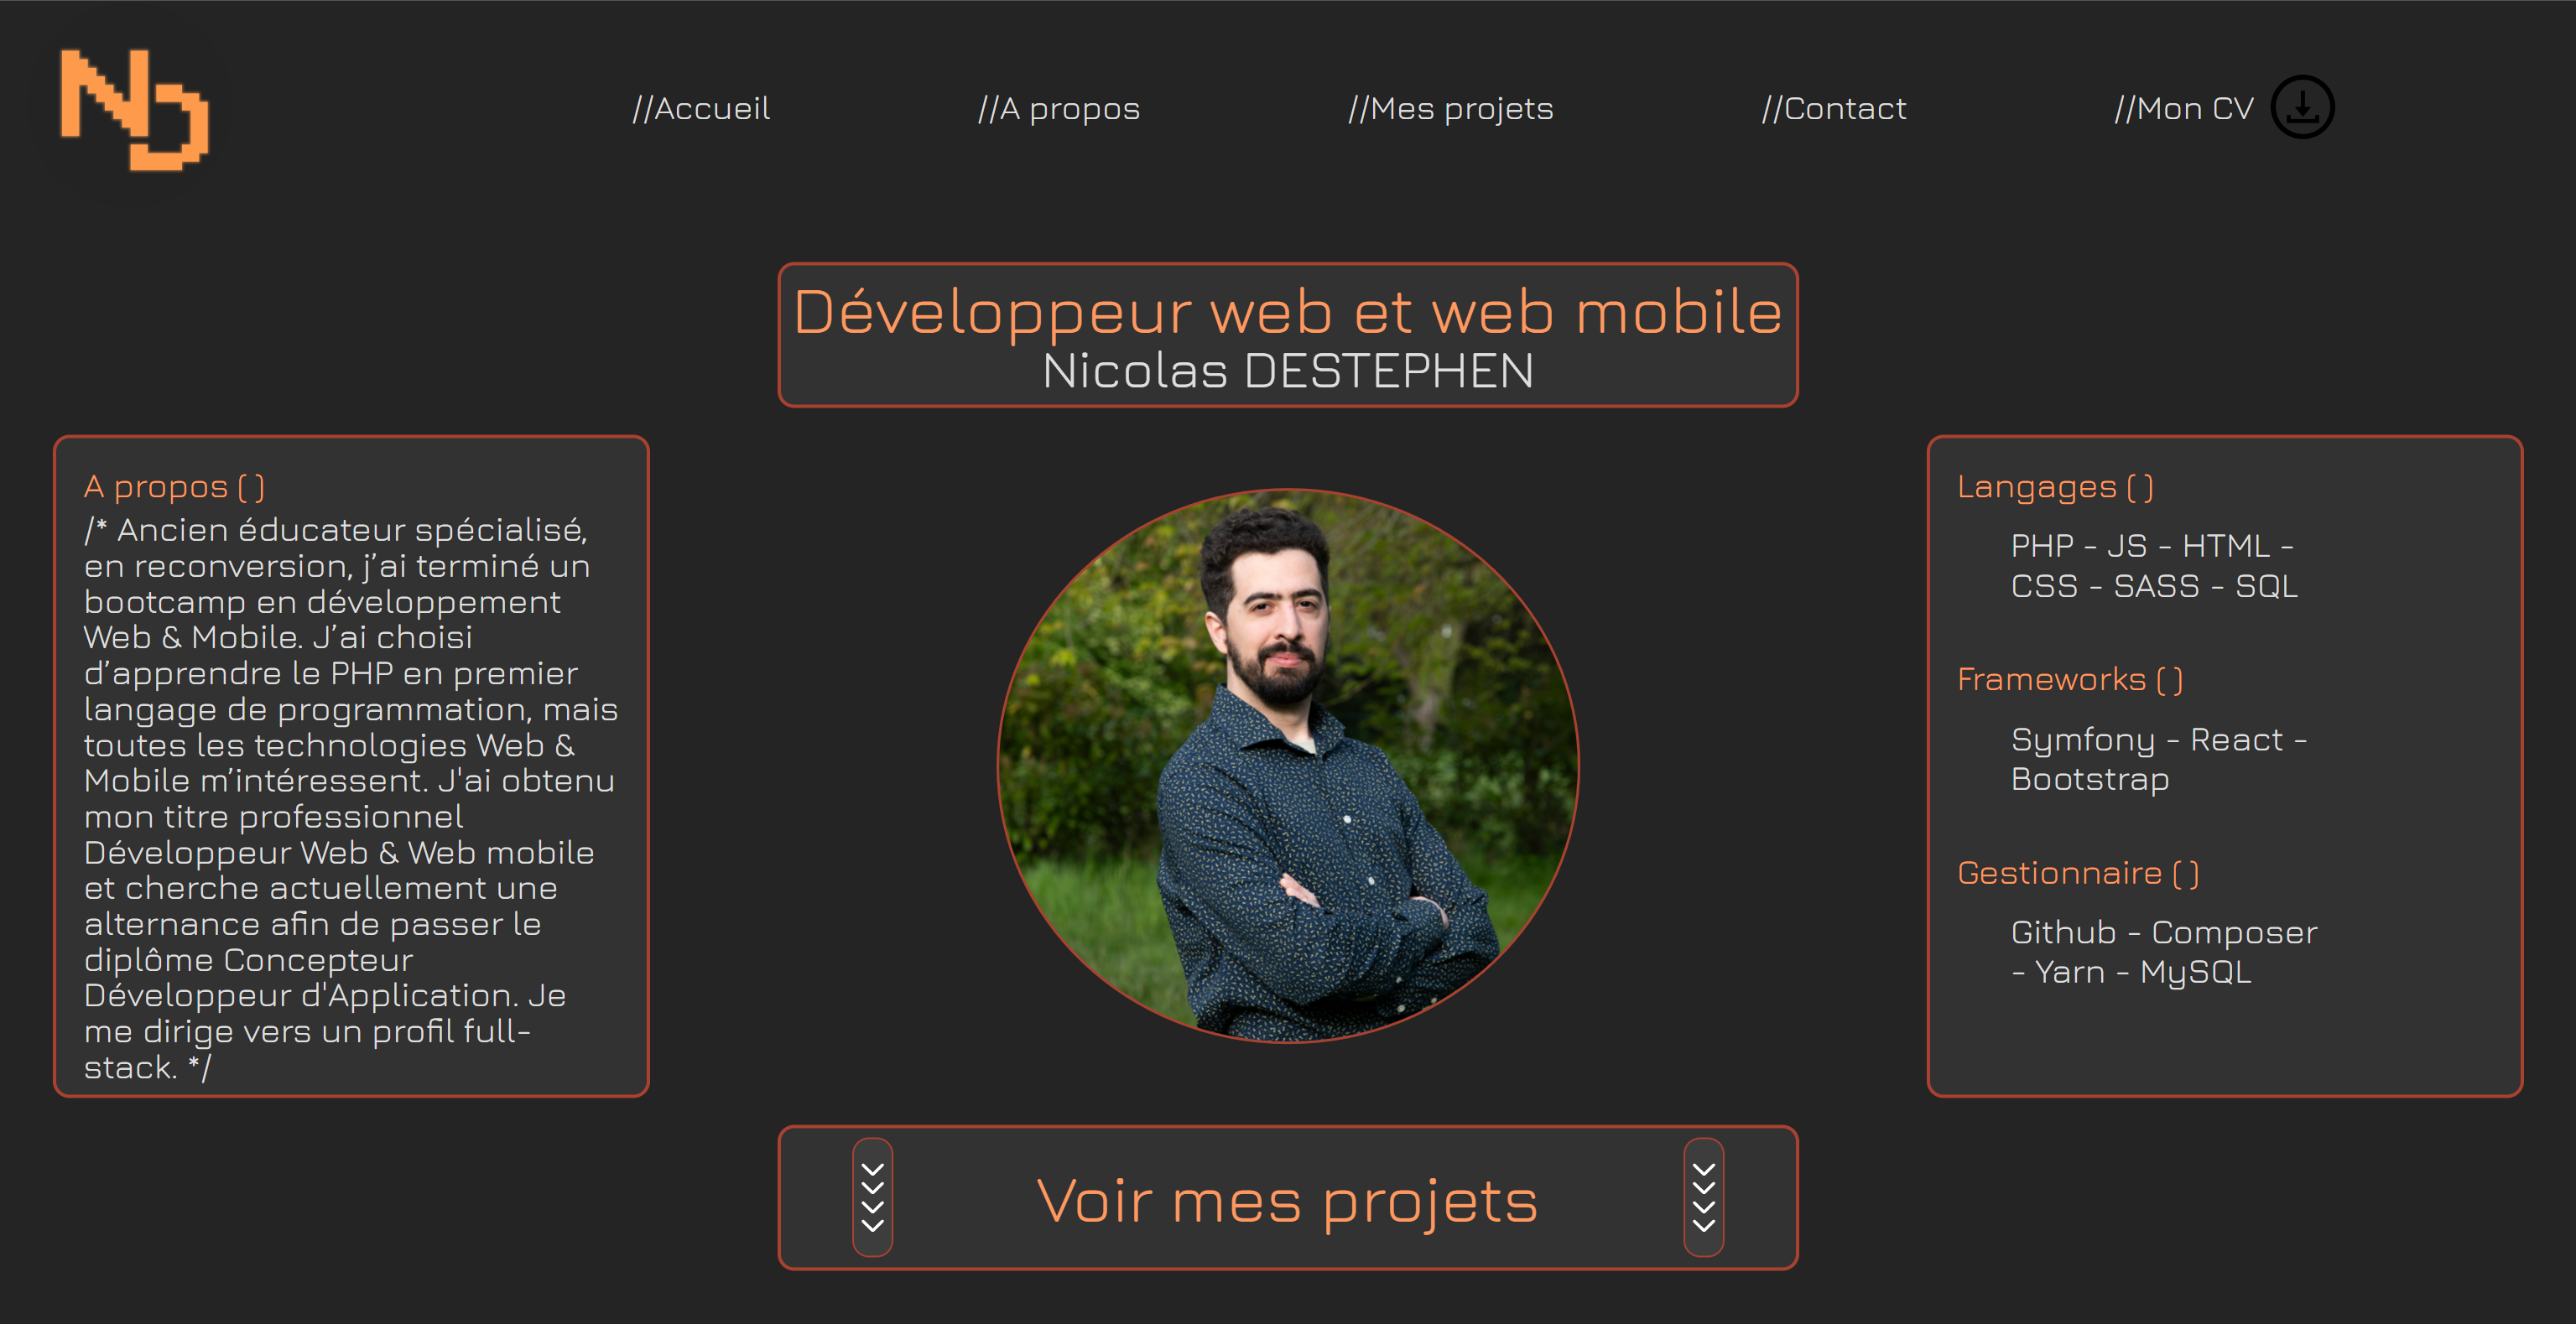 ND
//Accueil
//A propos
//Mes projets
//Contact
//Mon CV
Développeur web et web mobile
Nicolas DESTEPHEN
A propos ( )
/* Ancien éducateur spécialisé,
en reconversion, j’ai terminé un
bootcamp en développement
Web & Mobile. J’ai choisi
d’apprendre le PHP en premier
langage de programmation, mais
toutes les technologies Web &
Mobile m’intéressent. J'ai obtenu
mon titre professionnel
Développeur Web & Web mobile
et cherche actuellement une
alternance afin de passer le
diplôme Concepteur
Développeur d'Application. Je
me dirige vers un profil full-
stack. */
Langages ( )
PHP - JS - HTML -
CSS - SASS - SQL
Frameworks ( )
Symfony - React -
Bootstrap
Gestionnaire ( )
Github - Composer
- Yarn - MySQL
Voir mes projets